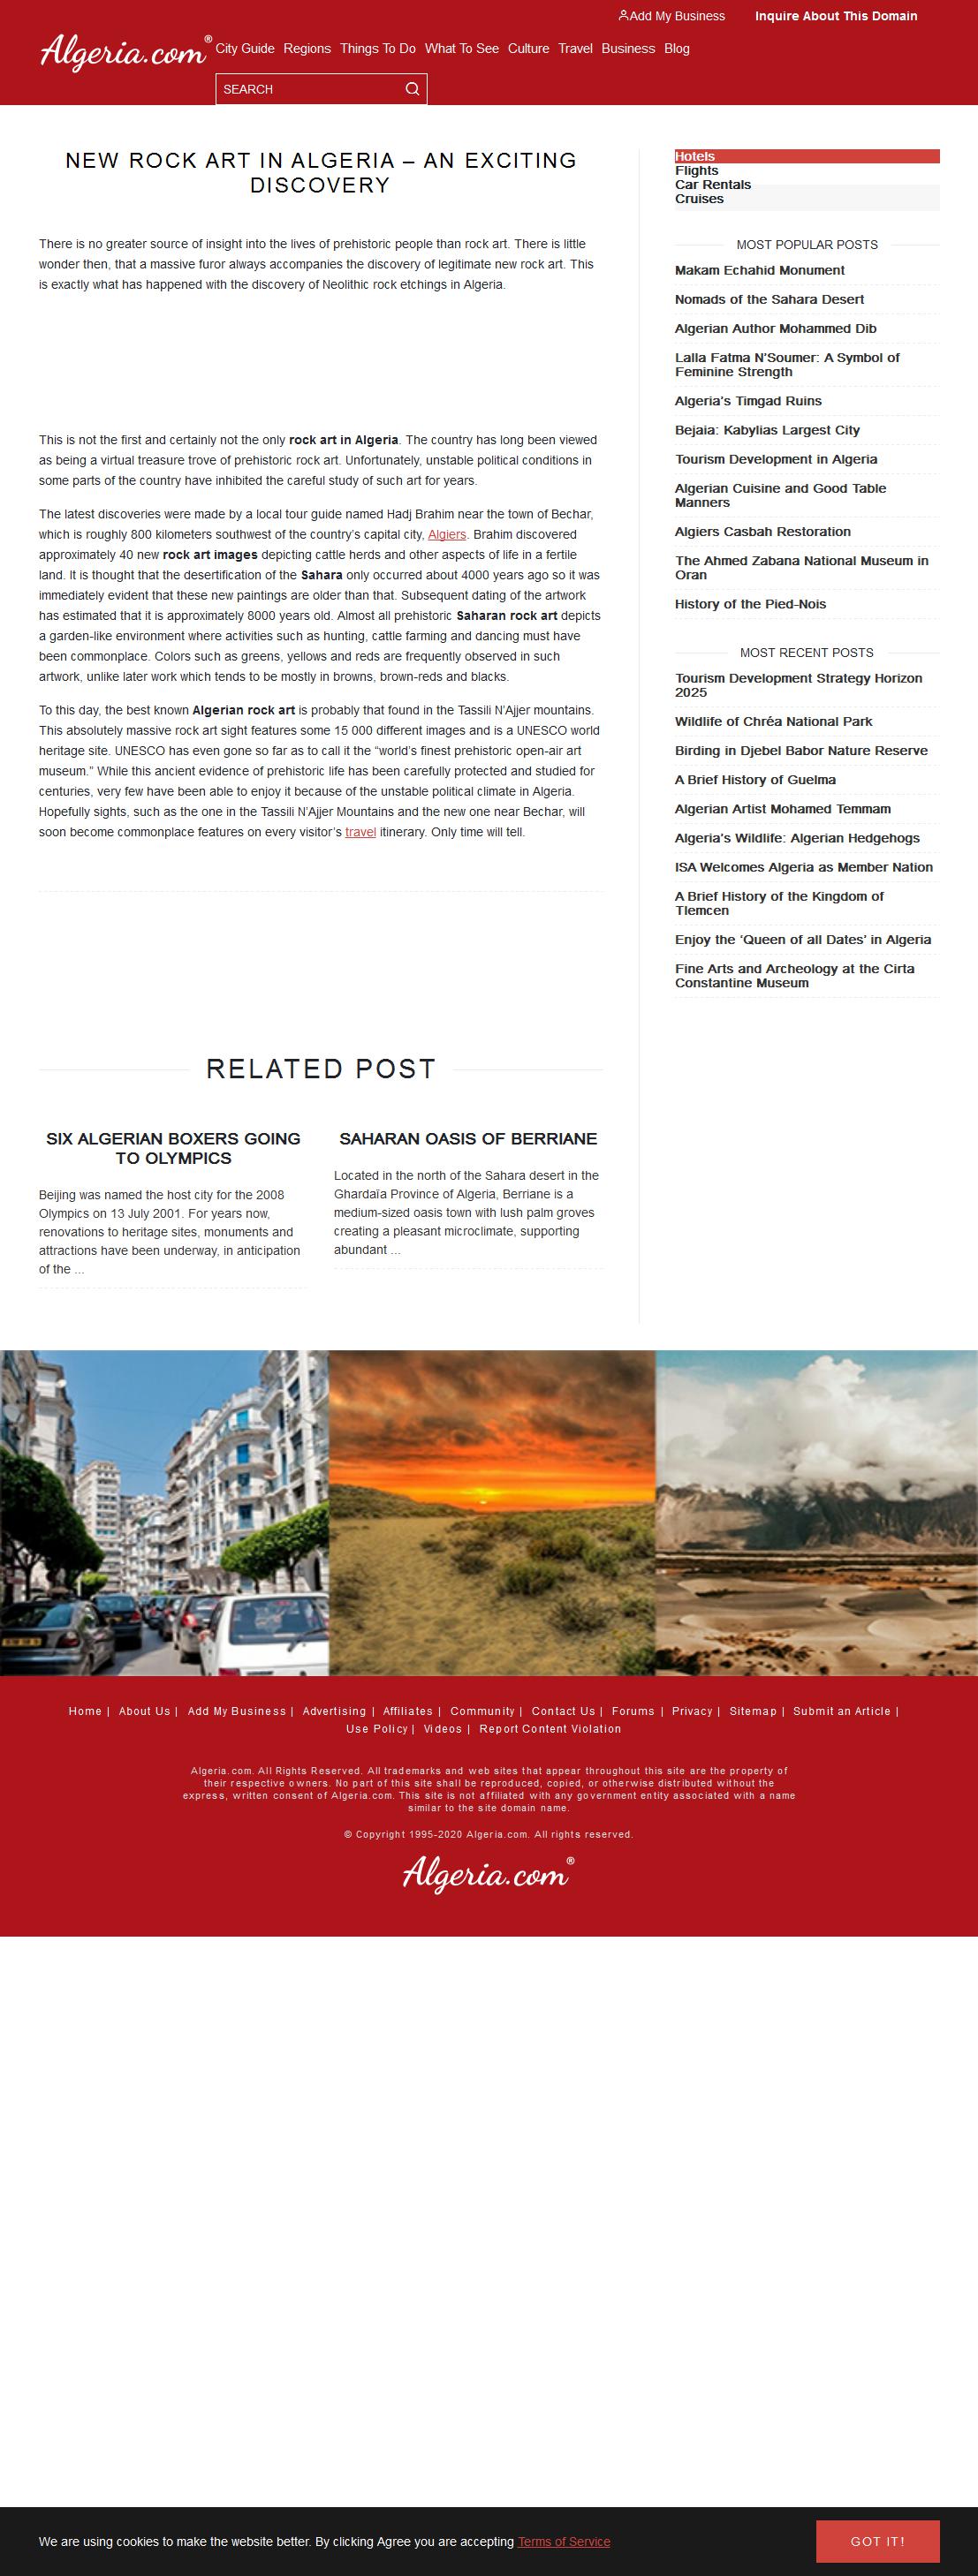 Add My Business
Inquire About This Domain
Algeria.com®
City Guide Regions Things To Do What To See Culture Travel Business Blog
SEARCH
NEW ROCK ART IN ALGERIA – AN EXCITING
DISCOVERY
There is no greater source of insight into the lives of prehistoric people than rock art. There is little
wonder then, that a massive furor always accompanies the discovery of legitimate new rock art. This
is exactly what has happened with the discovery of Neolithic rock etchings in Algeria.
This is not the first and certainly not the only rock art in Algeria. The country has long been viewed
as being a virtual treasure trove of prehistoric rock art. Unfortunately, unstable political conditions in
some parts of the country have inhibited the careful study of such art for years.
The latest discoveries were made by a local tour guide named Hadj Brahim near the town of Bechar,
which is roughly 800 kilometers southwest of the country's capital city, Algiers. Brahim discovered
approximately 40 new rock art images depicting cattle herds and other aspects of life in a fertile
land. It is thought that the desertification of the Sahara only occurred about 4000 years ago so it was
immediately evident that these new paintings are older than that. Subsequent dating of the artwork
has estimated that it is approximately 8000 years old. Almost all prehistoric Saharan rock art depicts
a garden-like environment where activities such as hunting, cattle farming and dancing must have
been commonplace. Colors such as greens, yellows and reds are frequently observed in such
artwork, unlike later work which tends to be mostly in browns, brown-reds and blacks.
To this day, the best known Algerian rock art is probably that found in the Tassili N'Ajjer mountains.
This absolutely massive rock art sight features some 15 000 different images and is a UNESCO world
heritage site. UNESCO has even gone so far as to call it the “world's finest prehistoric open-air art
museum.” While this ancient evidence of prehistoric life has been carefully protected and studied for
centuries, very few have been able to enjoy it because of the unstable political climate in Algeria.
Hopefully sights, such as the one in the Tassili N'Ajjer Mountains and the new one near Bechar, will
soon become commonplace features on every visitor's travel itinerary. Only time will tell.
RELATED POST
SIX ALGERIAN BOXERS GOING
TO OLYMPICS
Beijing was named the host city for the 2008
Olympics on 13 July 2001. For years now,
renovations to heritage sites, monuments and
attractions have been underway, in anticipation
of the ...
SAHARAN OASIS OF BERRIANE
Located in the north of the Sahara desert in the
Ghardaïa Province of Algeria, Berriane is a
medium-sized oasis town with lush palm groves
creating a pleasant microclimate, supporting
abundant ...
Hotels
Flights
Car Rentals
Cruises
MOST POPULAR POSTS
Makam Echahid Monument
Nomads of the Sahara Desert
Algerian Author Mohammed Dib
Lalla Fatma N'Soumer: A Symbol of
Feminine Strength
Algeria's Timgad Ruins
Bejaia: Kabylias Largest City
Tourism Development in Algeria
Algerian Cuisine and Good Table
Manners
Algiers Casbah Restoration
The Ahmed Zabana National Museum in
Oran
History of the Pied-Nois
MOST RECENT POSTS
Tourism Development Strategy Horizon
2025
Wildlife of Chréa National Park
Birding in Djebel Babor Nature Reserve
A Brief History of Guelma
Algerian Artist Mohamed Temmam
Algeria's Wildlife: Algerian Hedgehogs
ISA Welcomes Algeria as Member Nation
A Brief History of the Kingdom of
Tlemcen
Enjoy the ‘Queen of all Dates’ in Algeria
Fine Arts and Archeology at the Cirta
Constantine Museum
Home | About Us | Add My Business | Advertising | Affiliates | Community | Contact Us | Forums | Privacy | Sitemap | Submit an Article |
Use Policy | Videos | Report Content Violation
Algeria.com. All Rights Reserved. All trademarks and web sites that appear throughout this site are the property of
their respective owners. No part of this site shall be reproduced, copied, or otherwise distributed without the
express, written consent of Algeria.com. This site is not affiliated with any government entity associated with a name
similar to the site domain name.
© Copyright 1995-2020 Algeria.com. All rights reserved.
Algeria.com®
We are using cookies to make the website better. By clicking Agree you are accepting Terms of Service
GOT IT!